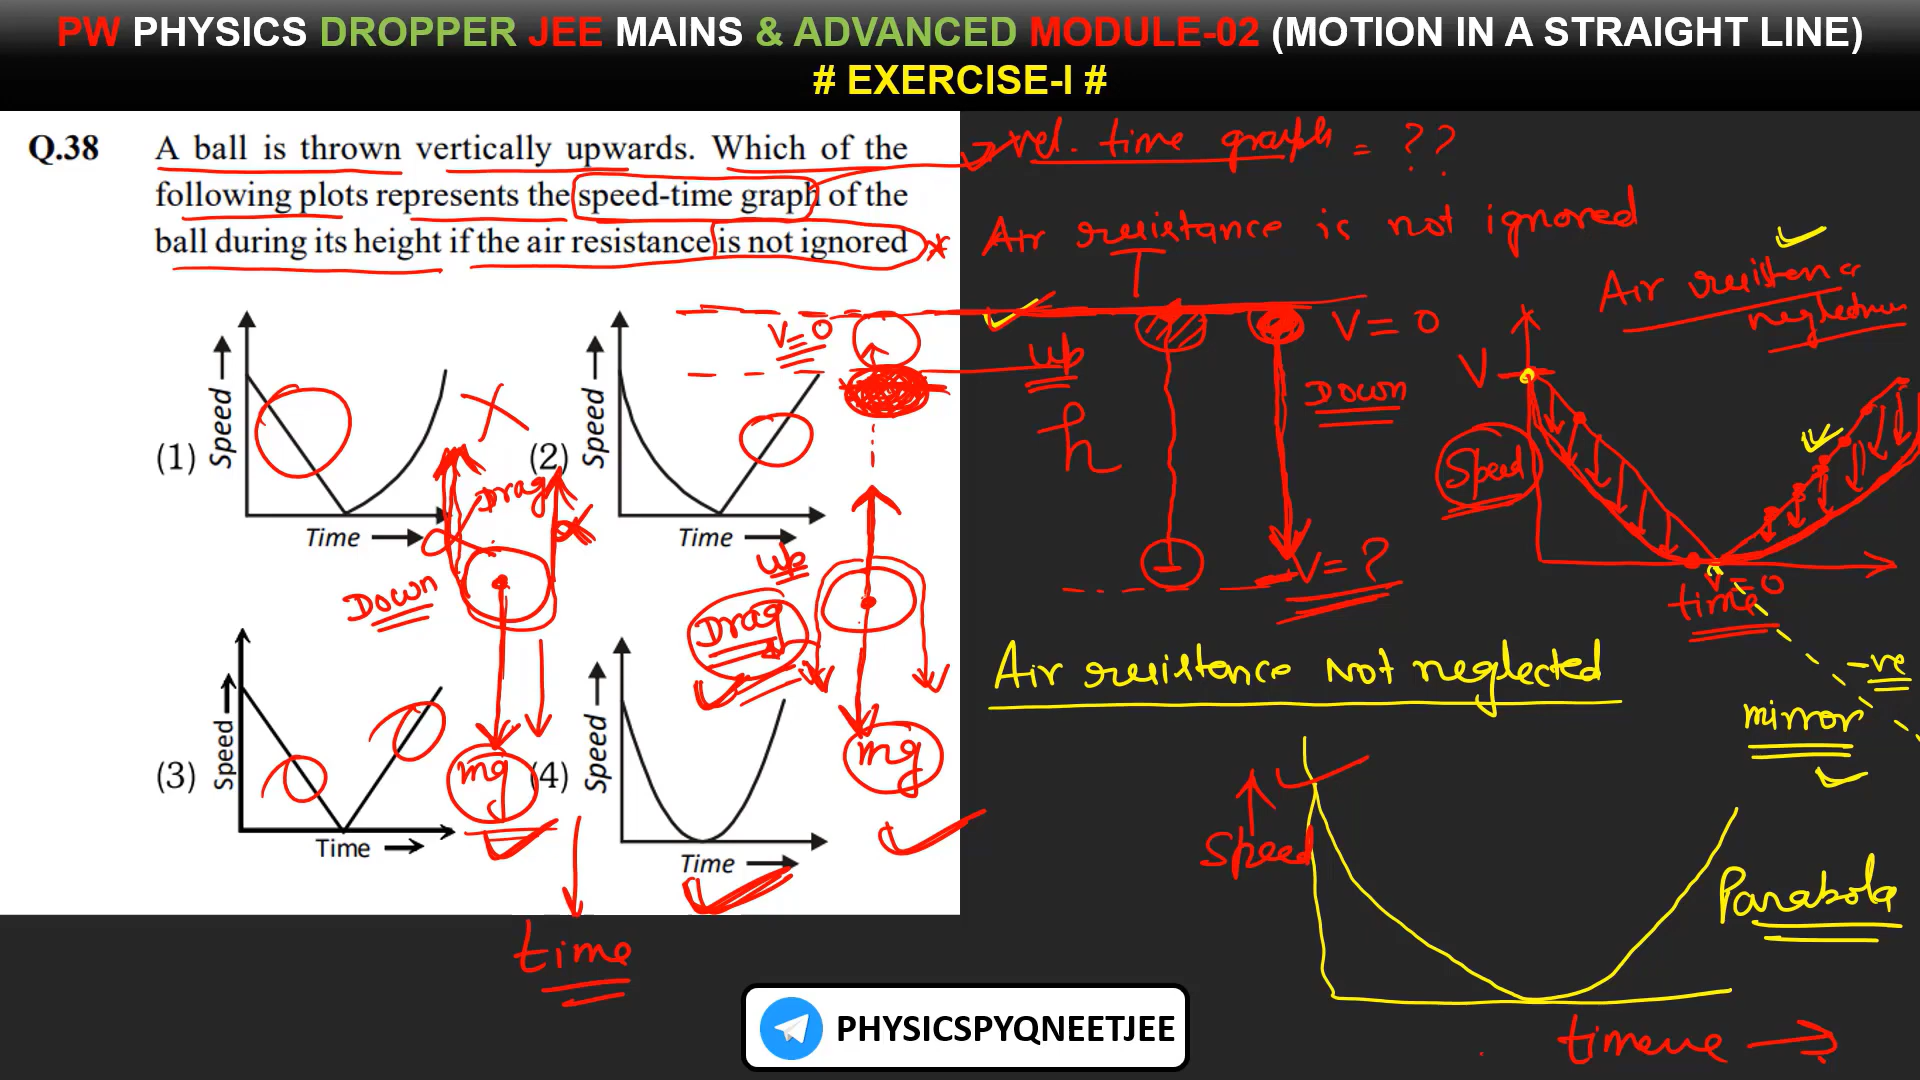 PW PHYSICS DROPPER JEE MAINS & ADVANCED MODULE-02 (MOTION IN A STRAIGHT LINE)
# EXERCISE-I #
Q.38 A ball is thrown vertically upwards. Which of the
following plots represents the speed-time graph of the
ball during its height if the air resistance is not ignored
(1) Speed
Time
(2) Speed
Time
(3) Speed
Time
(4) Speed
Time
V=0
Drag
Down
mg
time
up
Drag
mg
vel. time graph = ??
Air resistance is not ignored
up
h
V=0
Down
V=?
Air resistenc
V
Speed
V=0
time
Air resistence not neglected
-ve
mirror
Speed
Parabola
PHYSICSPYQNEETJEE